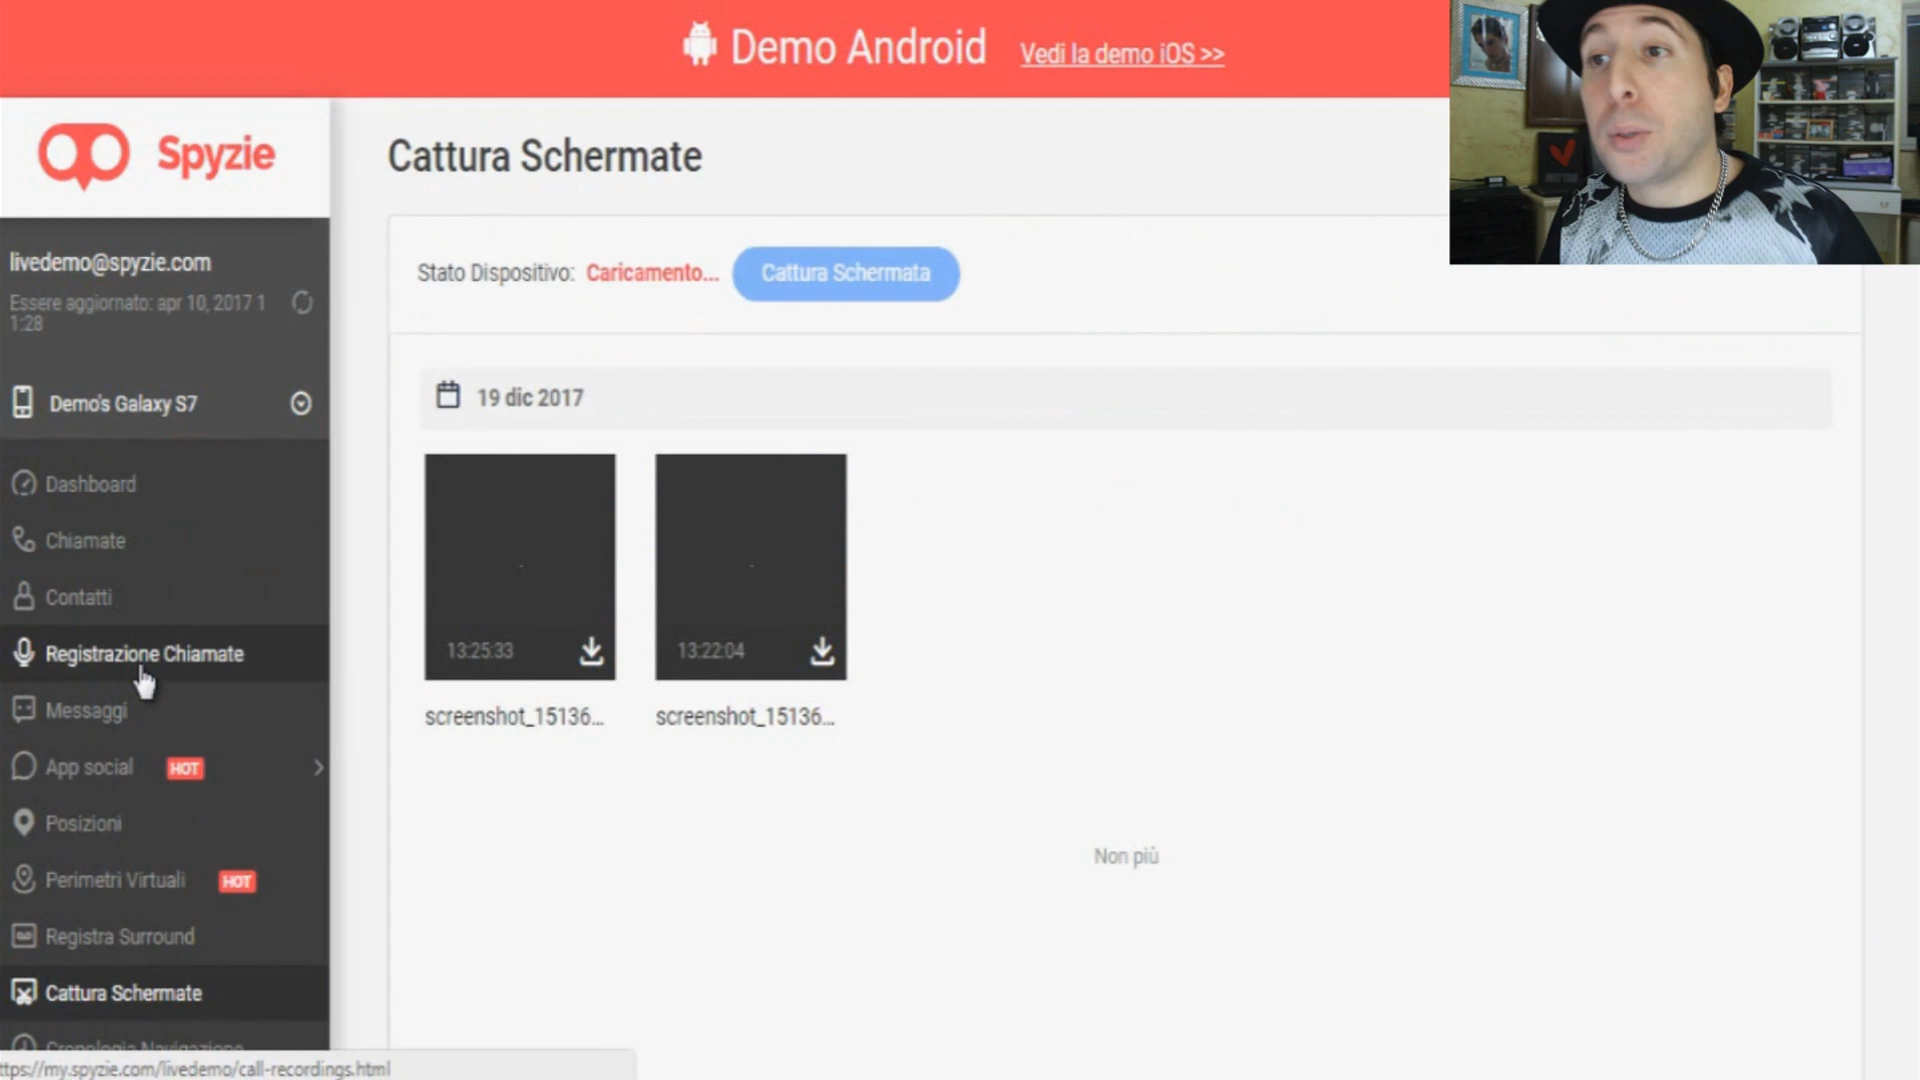 Demo Android
Vedi la demo iOS >>
Spyzie
Cattura Schermate
livedemo@spyzie.com
Stato Dispositivo: Caricamento...
Cattura Schermata
Essere aggiornato: apr 10, 2017 1
1:28
Demo's Galaxy S7
19 dic 2017
Dashboard
Chiamate
Contatti
Registrazione Chiamate
13:25:33
13:22:04
Messaggi
screenshot_15136...
screenshot_15136...
App social
HOT
Posizioni
Non più
Perimetri Virtuali
HOT
Registra Surround
Cattura Schermate
Cronologia Navigazione
ttps://my.spyzie.com/livedemo/call-recordings.html